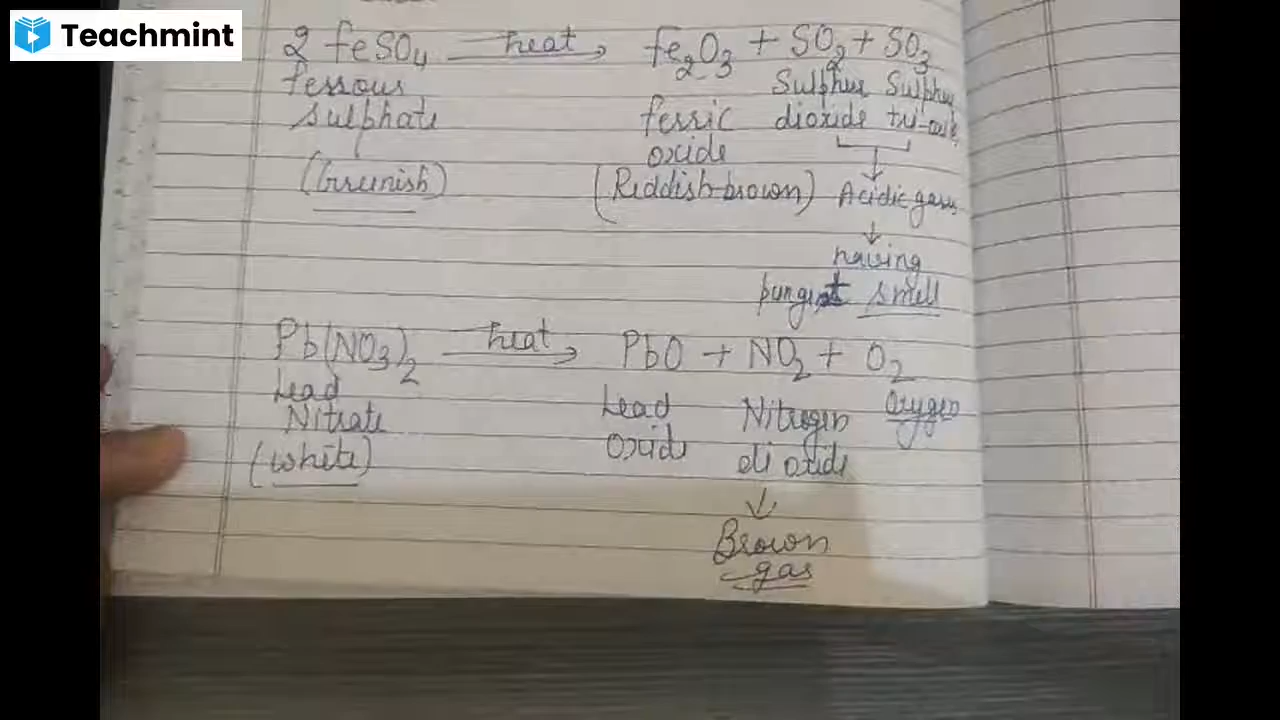 Teachmint
2 FeSO4 heat→ Fe2O3 + SO2 + SO3
ferrous ferric Sulphur Sulphur
sulphate oxide dioxide tri-oxide
(Greenish) (Riddish-brown) Acidic gases
having
pungent smell
Pb(NO3)2 heat→ PbO + NO2 + O2
Lead Lead Nitrogen Oxygen
Nitrate Oxide di oxide
(white)
Brown
gas